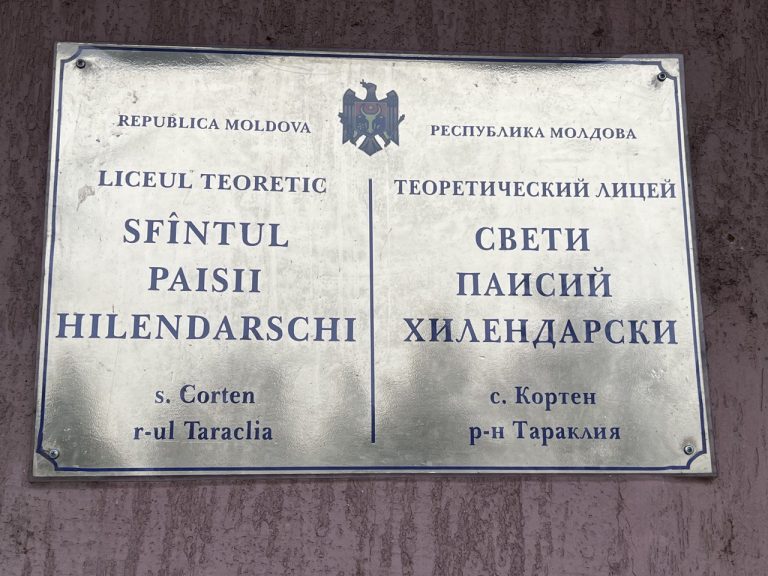 REPUBLICA MOLDOVA
LICEUL TEORETIC
SFÎNTUL
PAISII
HILENDARSCHI
s. Corten
r-ul Taraclia
РЕСПУБЛИКА МОЛДОВА
ТЕОРЕТИЧЕСКИЙ ЛИЦЕЙ
СВЕТИ
ПАИСИЙ
ХИЛЕНДАРСКИ
с. Кортен
р-н Тараклия